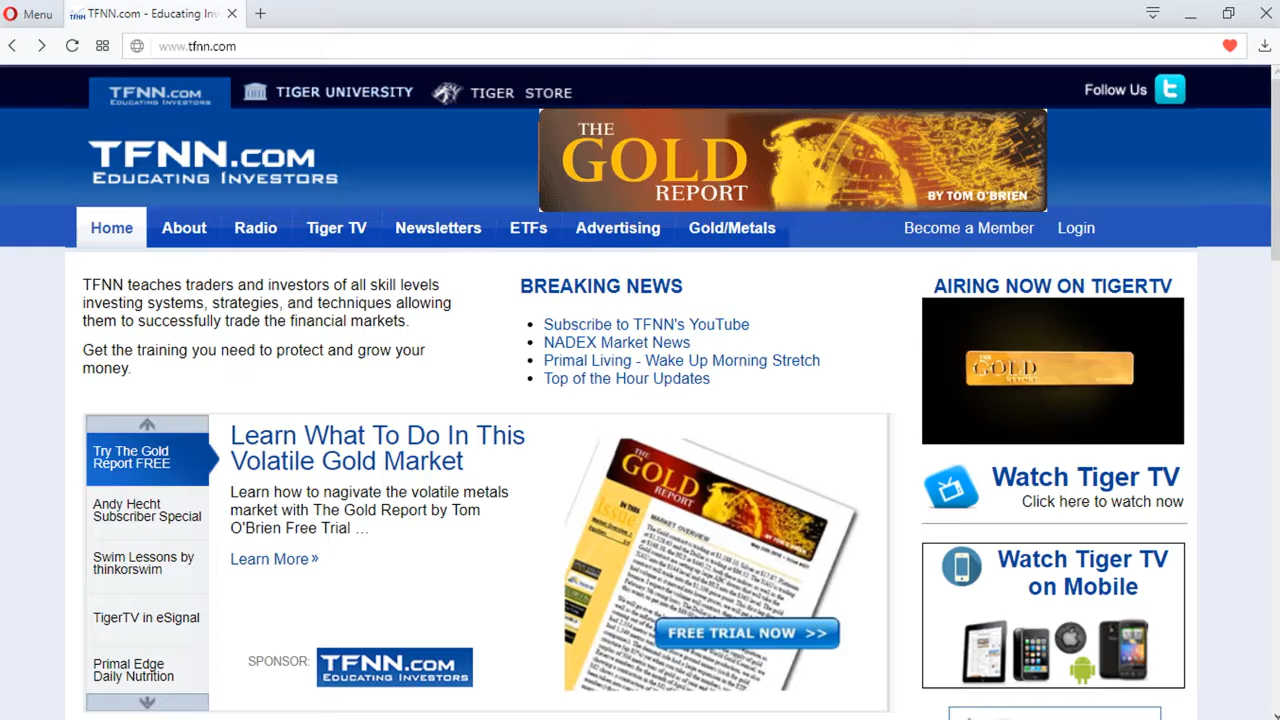 Menu
TFNN.com - Educating Inv
www.tfnn.com
TFNN.COM
EDUCATING INVESTORS
TIGER UNIVERSITY
TIGER STORE
Follow Us
TFNN.COM
EDUCATING INVESTORS
THE
GOLD
REPORT
BY TOM O'BRIEN
Home
About
Radio
Tiger TV
Newsletters
ETFs
Advertising
Gold/Metals
Become a Member
Login
TFNN teaches traders and investors of all skill levels
investing systems, strategies, and techniques allowing
them to successfully trade the financial markets.
Get the training you need to protect and grow your
money.
BREAKING NEWS
Subscribe to TFNN's YouTube
NADEX Market News
Primal Living - Wake Up Morning Stretch
Top of the Hour Updates
AIRING NOW ON TIGERTV
THE
GOLD
REPORT
Watch Tiger TV
Click here to watch now
Watch Tiger TV
on Mobile
Try The Gold
Report FREE
Andy Hecht
Subscriber Special
Swim Lessons by
thinkorswim
TigerTV in eSignal
Primal Edge
Daily Nutrition
Learn What To Do In This
Volatile Gold Market
Learn how to nagivate the volatile metals
market with The Gold Report by Tom
O'Brien Free Trial …
Learn More »
SPONSOR:
TFNN.COM
EDUCATING INVESTORS
THE
GOLD
REPORT
BY TOM O'BRIEN
IN THIS
Issue
MARKET OVERVIEW
FREE TRIAL NOW >>